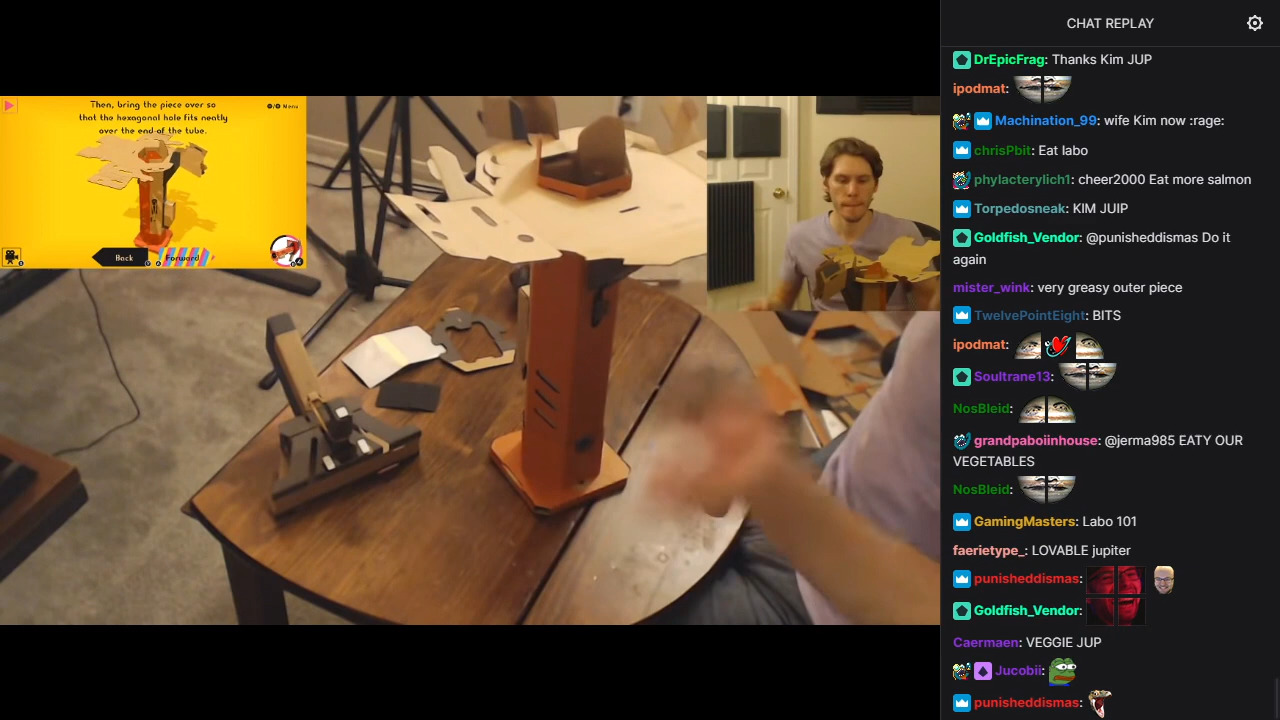 Then, bring the piece over so
that the hexagonal hole fits neatly
over the end of the tube.
Menu
Back
Forward
CHAT REPLAY
DrEpicFrag: Thanks Kim JUP
ipodmat:
Machination_99: wife Kim now :rage:
chrisPbit: Eat labo
phylacterylich1: cheer2000 Eat more salmon
Torpedosneak: KIM JUIP
Goldfish_Vendor: @punisheddismas Do it
again
mister_wink: very greasy outer piece
TwelvePointEight: BITS
ipodmat:
Soultrane13:
NosBleid:
grandpaboiinhouse: @jerma985 EATY OUR
VEGETABLES
NosBleid:
GamingMasters: Labo 101
faerietype_: LOVABLE jupiter
punisheddismas:
Goldfish_Vendor:
Caermaen: VEGGIE JUP
Jucobii:
punisheddismas: